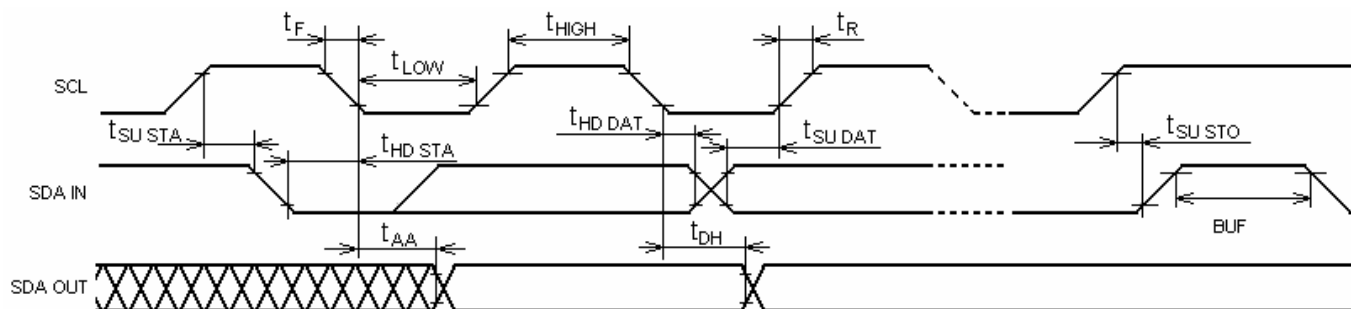 tF
tHIGH
tR
tLOW
SCL
tSU STA
tHD STA
tHD DAT
tSU DAT
tSU STO
SDA IN
BUF
tAA
tDH
SDA OUT